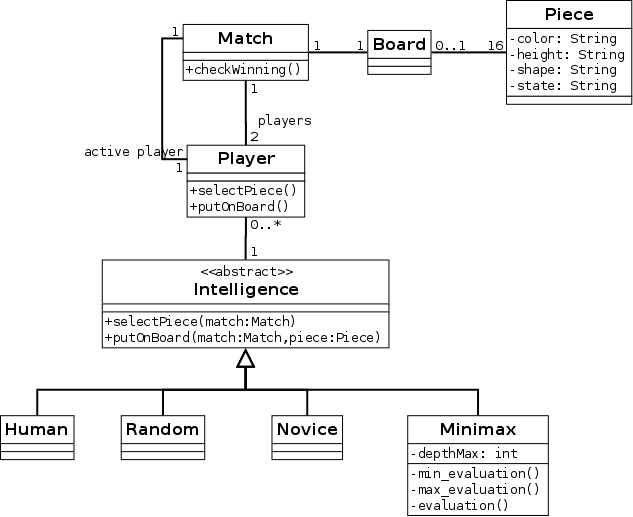 Match
+checkWinning()
1
1
1
Board
0..1
16
Piece
-color: String
-height: String
-shape: String
-state: String
1
players
2
active player
1
Player
+selectPiece()
+putOnBoard()
0..*
1
<<abstract>>
Intelligence
+selectPiece(match:Match)
+putOnBoard(match:Match,piece:Piece)
Human
Random
Novice
Minimax
-depthMax: int
-min_evaluation()
-max_evaluation()
-evaluation()